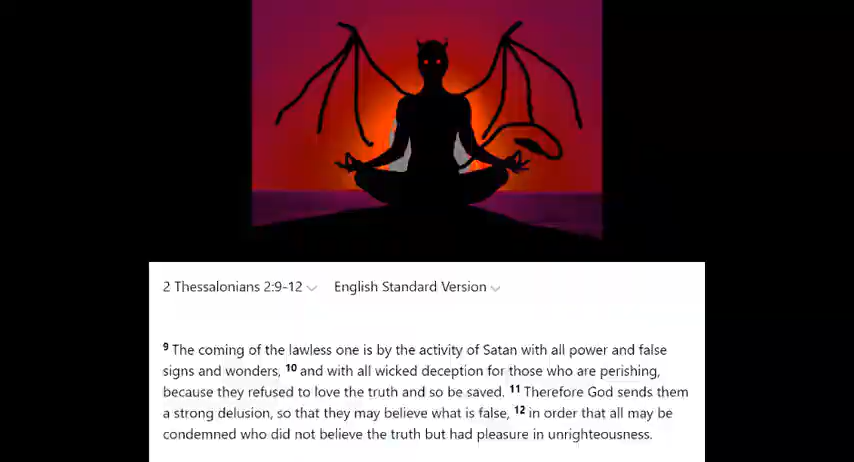 2 Thessalonians 2:9-12 English Standard Version
9 The coming of the lawless one is by the activity of Satan with all power and false
signs and wonders, 10 and with all wicked deception for those who are perishing,
because they refused to love the truth and so be saved. 11 Therefore God sends them
a strong delusion, so that they may believe what is false, 12 in order that all may be
condemned who did not believe the truth but had pleasure in unrighteousness.